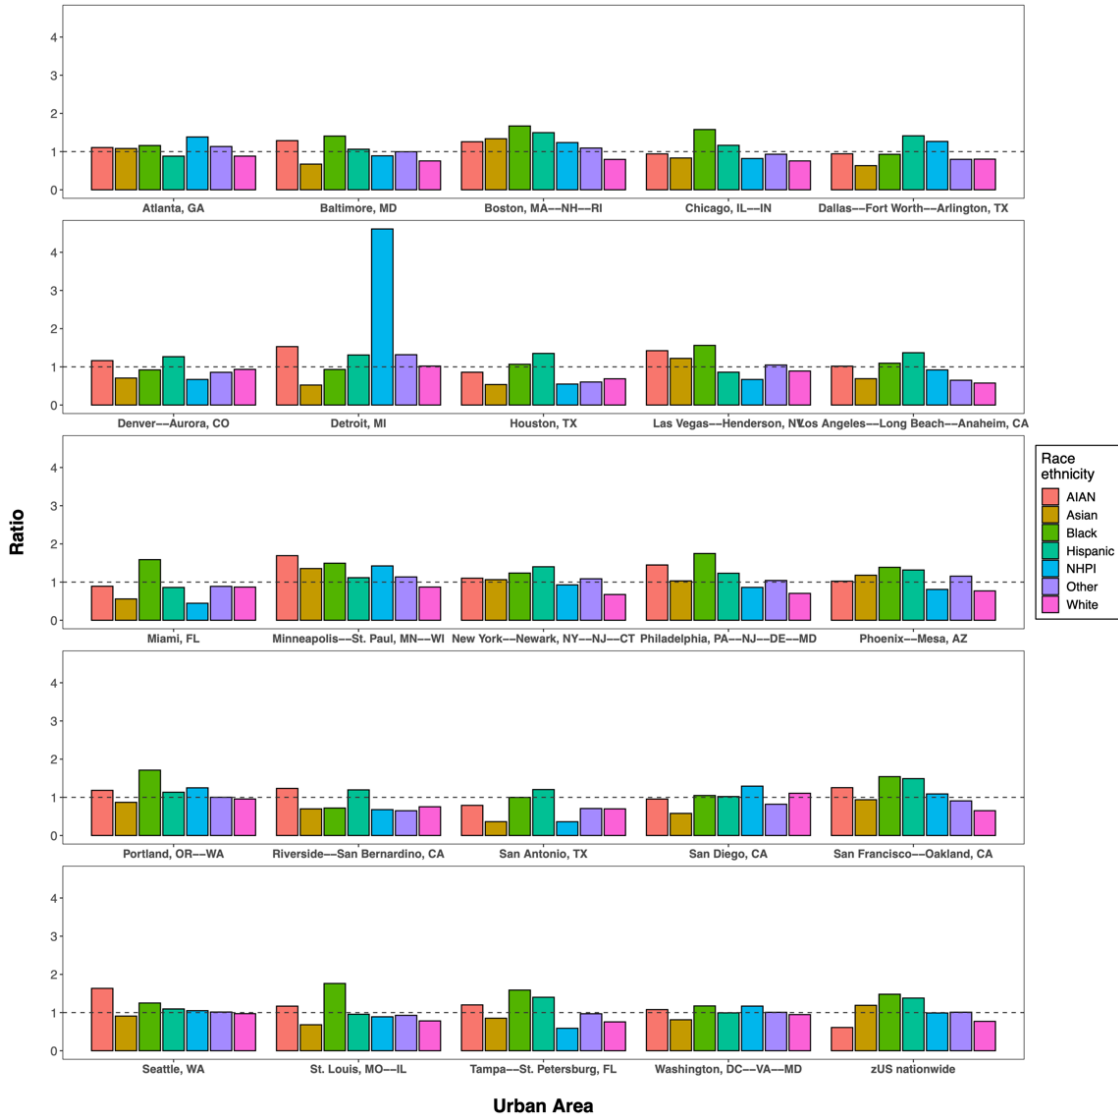 4
3
2
1
0
Atlanta, GA
Baltimore, MD
Boston, MA−−NH−−RI
Chicago, IL−−IN
Dallas−−Fort Worth−−Arlington, TX
4
3
2
1
0
Denver−−Aurora, CO
Detroit, MI
Houston, TX
Las Vegas−−Henderson, NV
Los Angeles−−Long Beach−−Anaheim, CA
Ratio
4
3
2
1
0
Miami, FL
Minneapolis−−St. Paul, MN−−WI
New York−−Newark, NY−−NJ−−CT
Philadelphia, PA−−NJ−−DE−−MD
Phoenix−−Mesa, AZ
Race
ethnicity
AIAN
Asian
Black
Hispanic
NHPI
Other
White
4
3
2
1
0
Portland, OR−−WA
Riverside−−San Bernardino, CA
San Antonio, TX
San Diego, CA
San Francisco−−Oakland, CA
4
3
2
1
0
Seattle, WA
St. Louis, MO−−IL
Tampa−−St. Petersburg, FL
Washington, DC−−VA−−MD
zUS nationwide
Urban Area